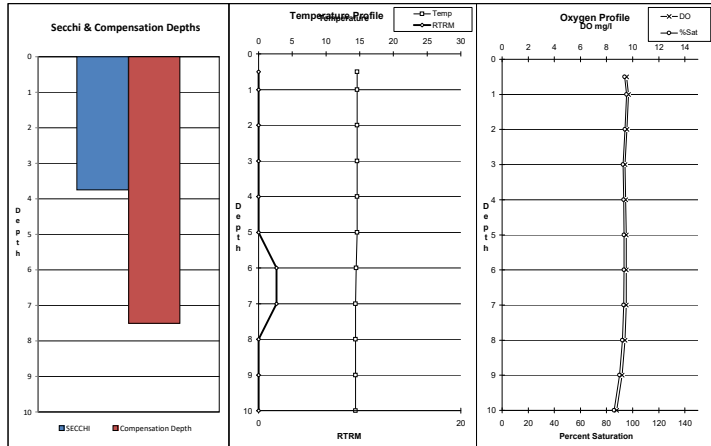 Secchi & Compensation Depths
0
1
2
3
4
5
6
7
8
9
10
Depth
SECCHI
Compensation Depth
Temperature Profile
Temperature
Temp
RTRM
0 5 10 15 20 25 30
0
1
2
3
4
5
6
7
8
9
10
Depth
0 20
RTRM
Oxygen Profile
DO mg/l
DO
%Sat
0 2 4 6 8 10 12 14
0
1
2
3
4
5
6
7
8
9
10
Depth
0 20 40 60 80 100 120 140
Percent Saturation